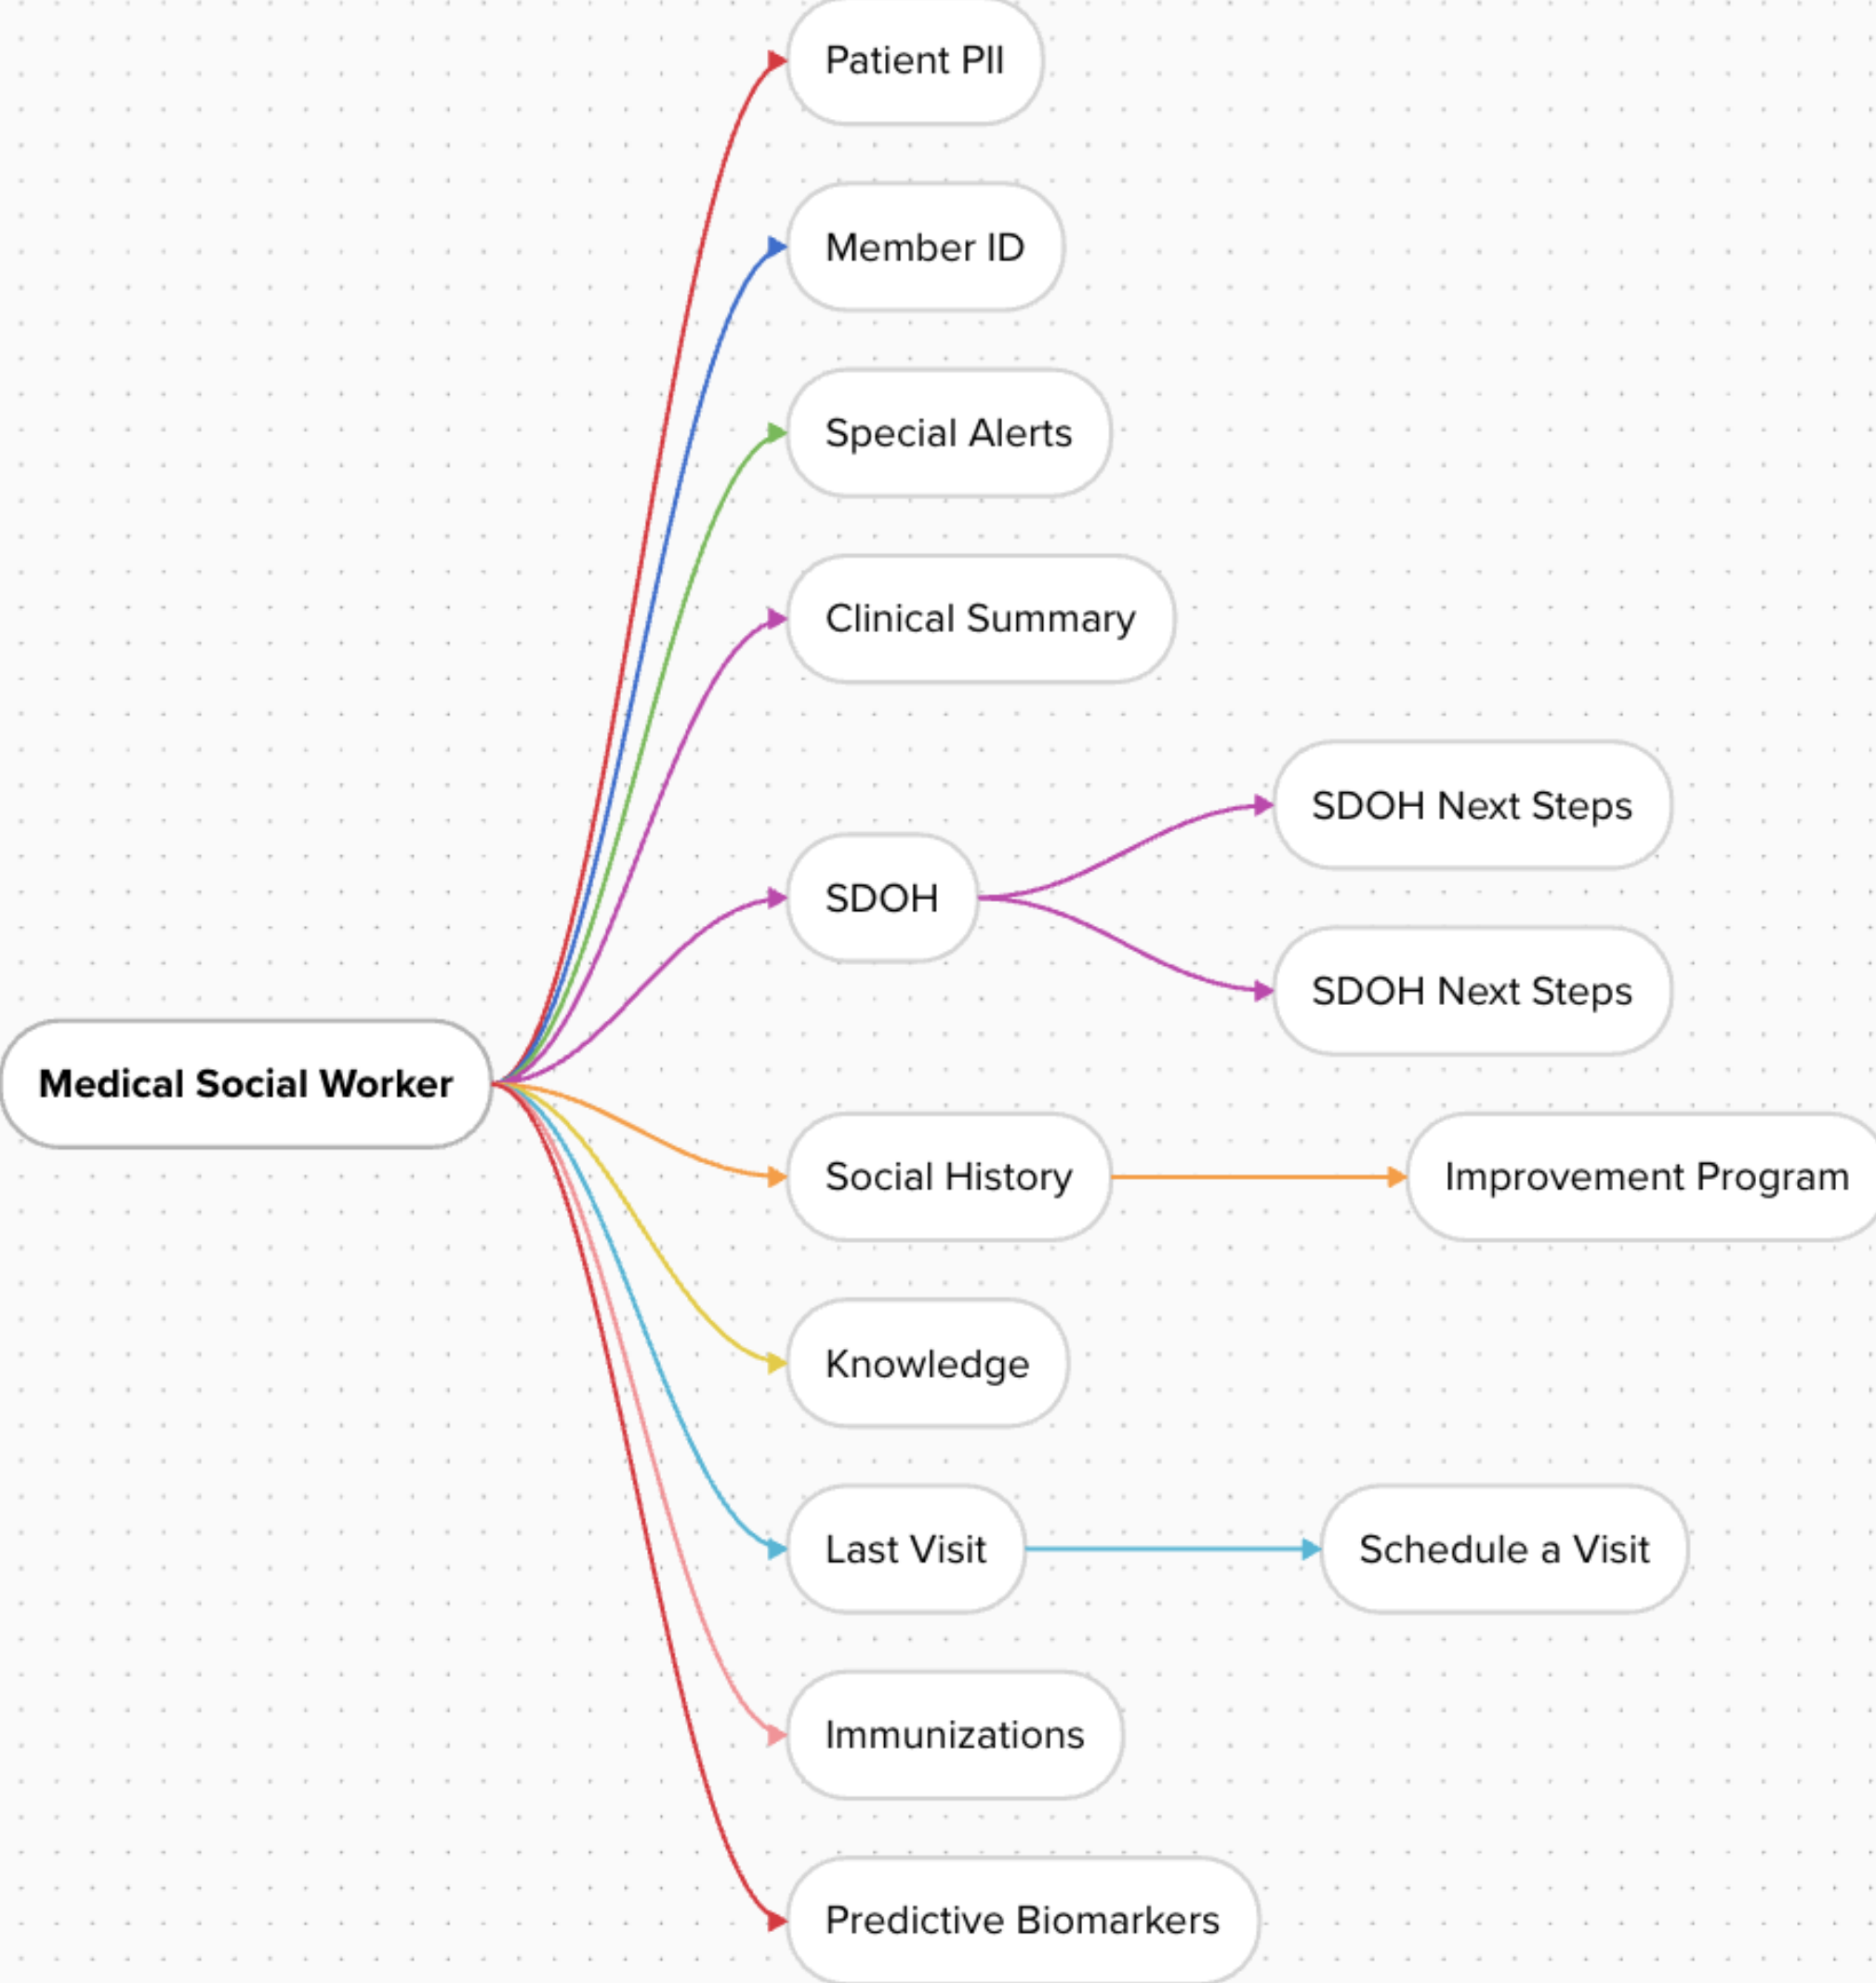 Patient PII
Member ID
Special Alerts
Clinical Summary
SDOH Next Steps
SDOH
SDOH Next Steps
Medical Social Worker
Social History
Improvement Program
Knowledge
Last Visit
Schedule a Visit
Immunizations
Predictive Biomarkers